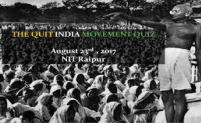 THE QUIT INDIA MOVEMENT QUIZ
August 23rd, 2017
NIT Raipur